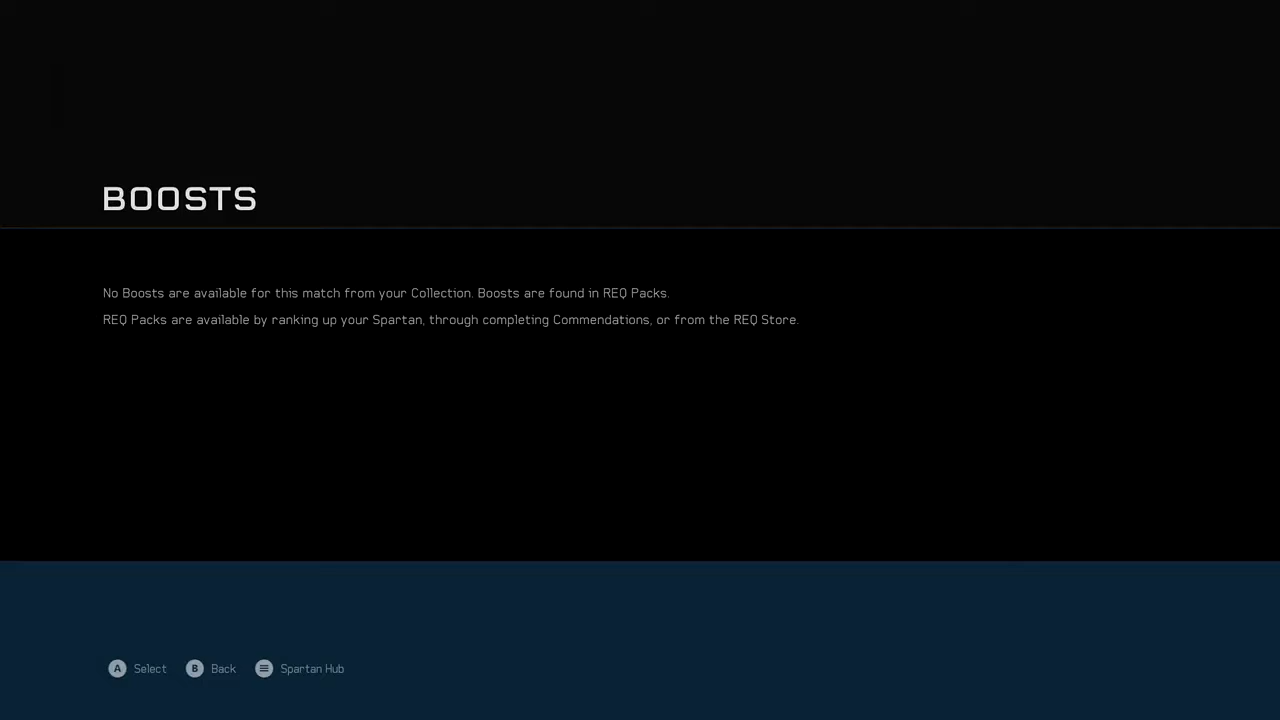 BOOSTS
No Boosts are available for this match from your Collection. Boosts are found in REQ Packs.
REQ Packs are available by ranking up your Spartan, through completing Commendations, or from the REQ Store.
A Select B Back Spartan Hub